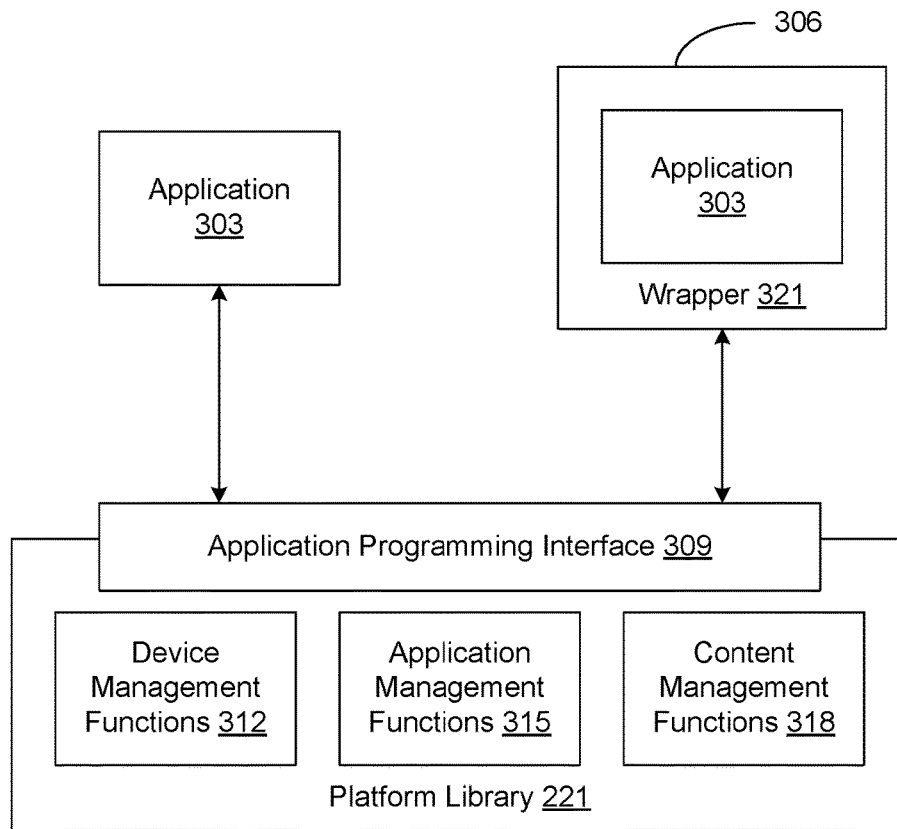 306
Application
303
Application
303
Wrapper 321
Application Programming Interface 309
Device
Management
Functions 312
Application
Management
Functions 315
Content
Management
Functions 318
Platform Library 221